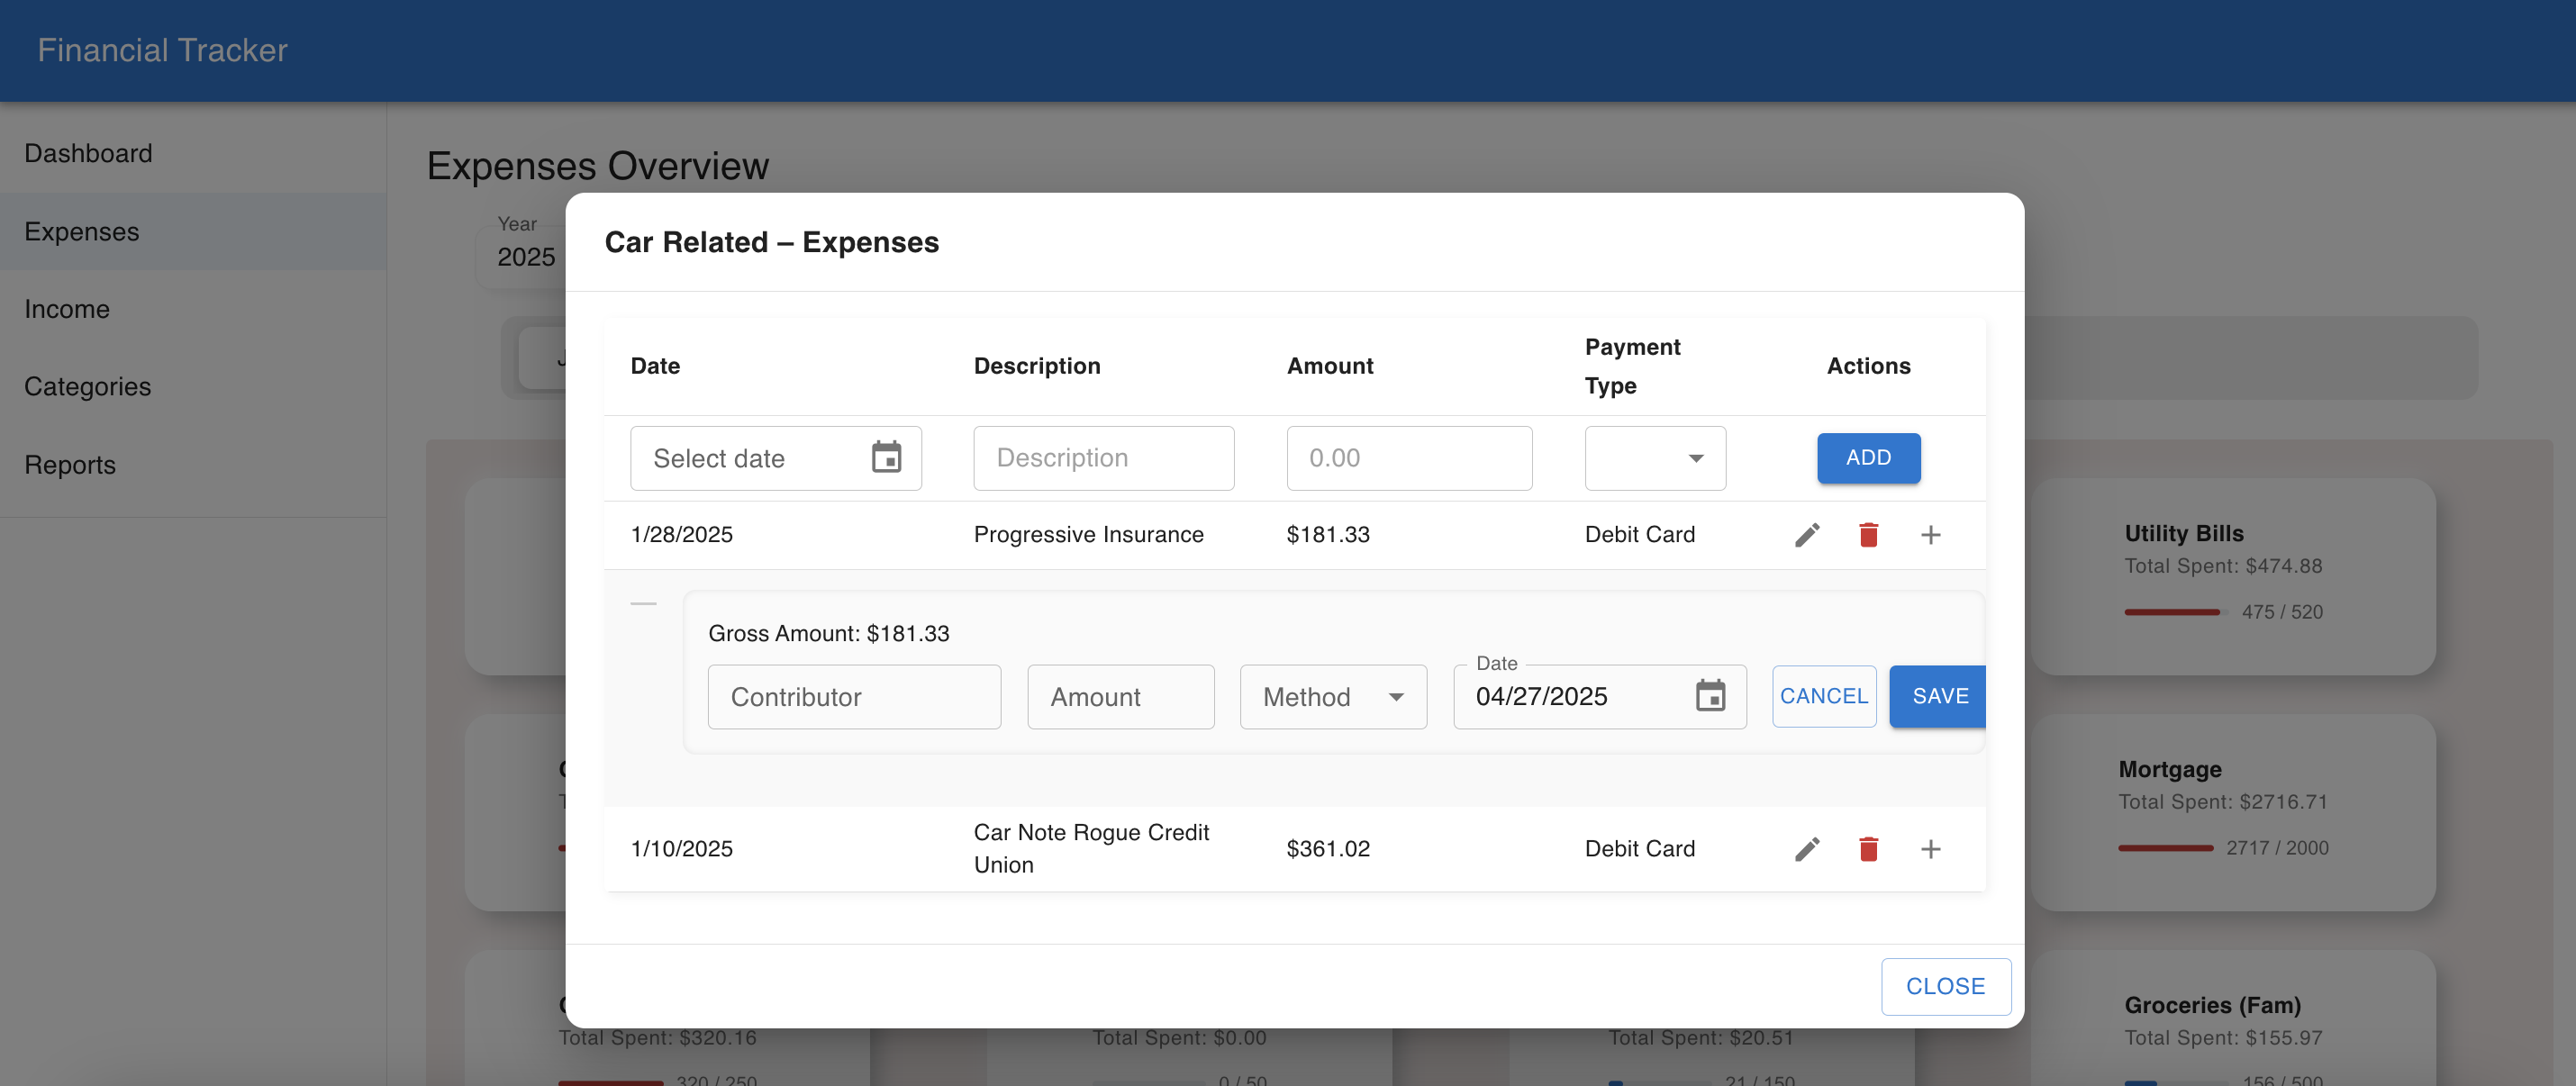 Financial Tracker
Dashboard
Expenses
Income
Categories
Reports
Expenses Overview
Year
2025
Car Related – Expenses
Date Description Amount Payment Type Actions
Select date Description 0.00 ADD
1/28/2025 Progressive Insurance $181.33 Debit Card
Gross Amount: $181.33
Contributor Amount Method Date 04/27/2025 CANCEL SAVE
1/10/2025 Car Note Rogue Credit Union $361.02 Debit Card
CLOSE
Utility Bills
Total Spent: $474.88
475 / 520
Mortgage
Total Spent: $2716.71
2717 / 2000
Groceries (Fam)
Total Spent: $320.16 Total Spent: $0.00 Total Spent: $20.51 Total Spent: $155.97
320 / 250 0 / 50 21 / 150 156 / 500